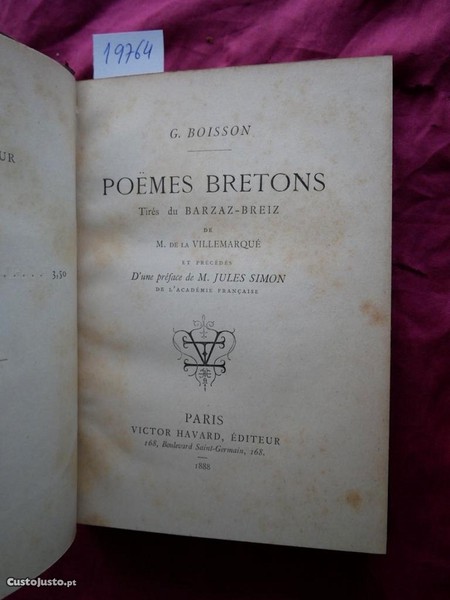 19764
UR
..... 3,50
G. BOISSON
POËMES BRETONS
Tirés du BARZAZ-BREIZ
DE
M. DE LA VILLEMARQUÉ
ET PRÉCÉDÉS
D'une préface de M. JULES SIMON
DE L'ACADÉMIE FRANÇAISE
PARIS
VICTOR HAVARD, ÉDITEUR
168, Boulevard Saint-Germain, 168.
1888
CustoJusto.pt